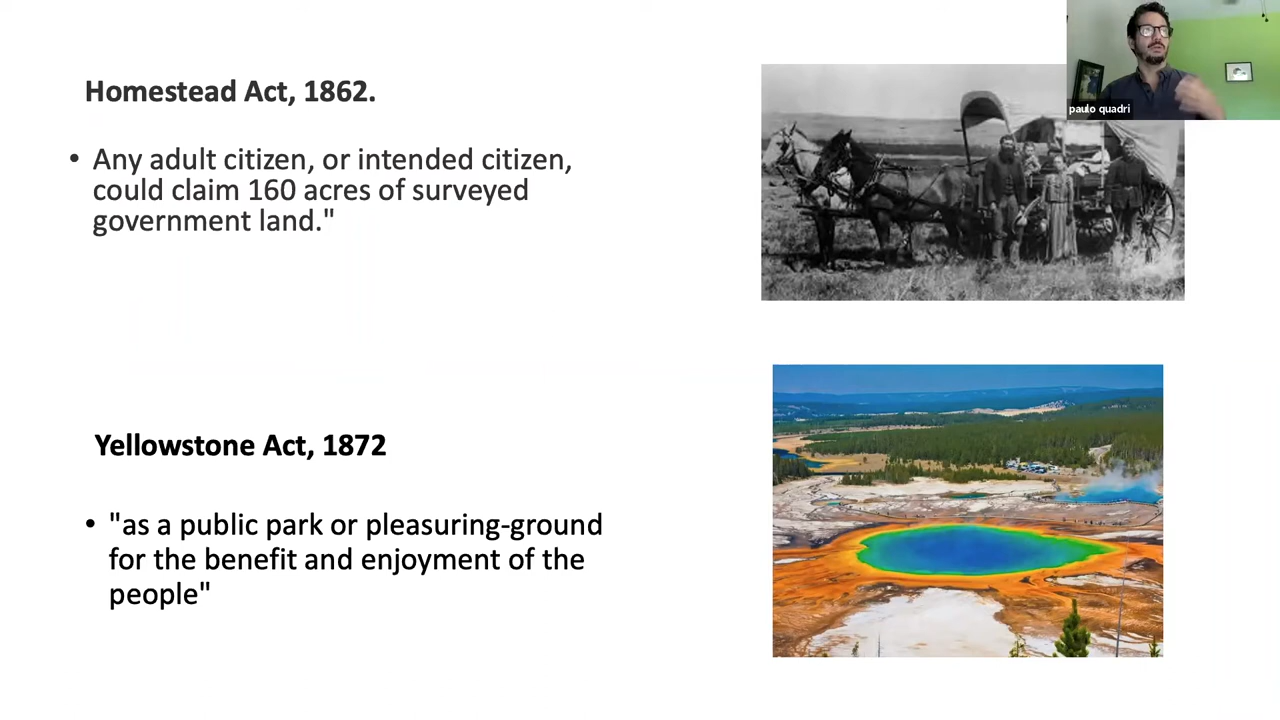 Homestead Act, 1862.
• Any adult citizen, or intended citizen,
could claim 160 acres of surveyed
government land."
paulo quadri
Yellowstone Act, 1872
• "as a public park or pleasuring-ground
for the benefit and enjoyment of the
people"